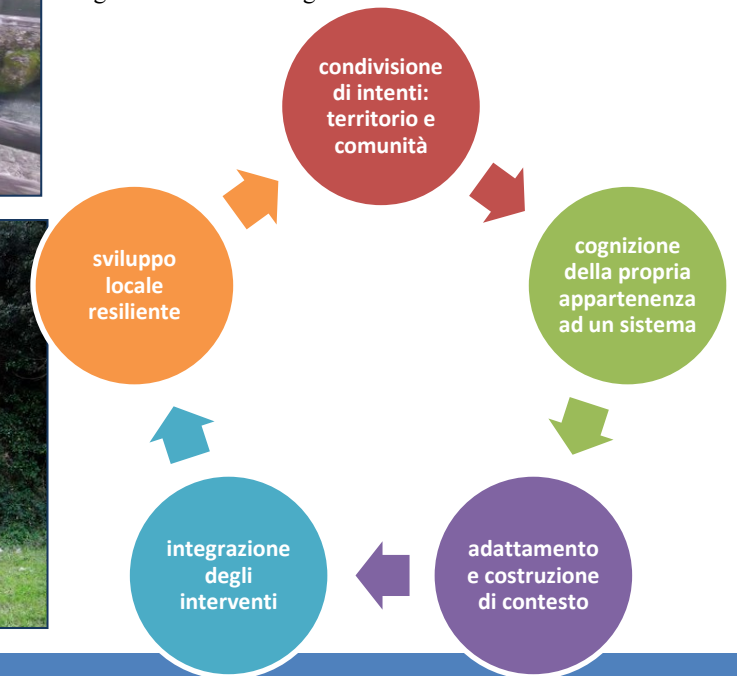 condivisione
di intenti:
territorio e
comunità
cognizione
della propria
appartenenza
ad un sistema
adattamento
e costruzione
di contesto
integrazione
degli
interventi
sviluppo
locale
resiliente